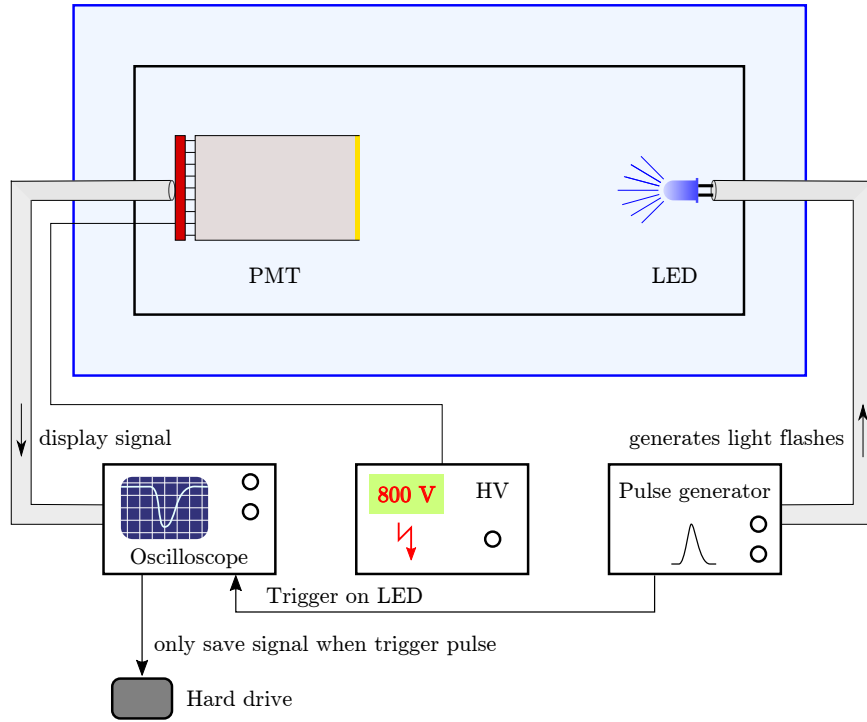 PMT
LED
display signal
generates light flashes
800 V
HV
Pulse generator
Oscilloscope
Trigger on LED
only save signal when trigger pulse
Hard drive